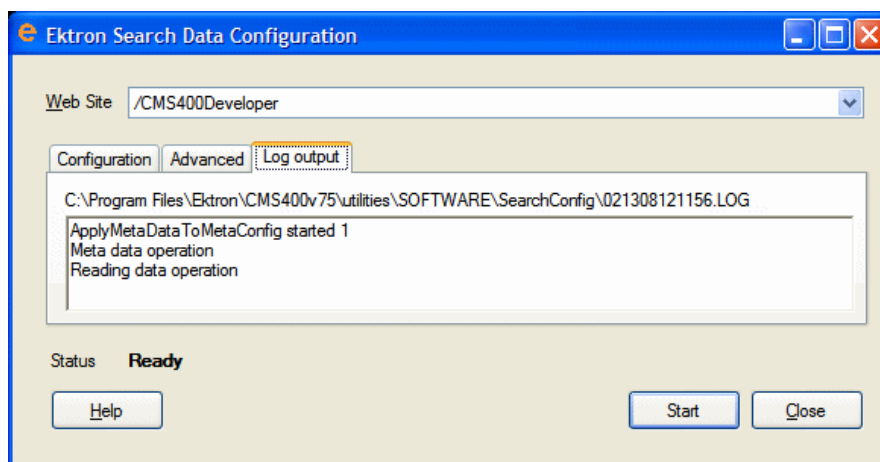 Ektron Search Data Configuration
Web Site /CMS400Developer
Configuration Advanced Log output
C:\Program Files\Ektron\CMS400v75\utilities\SOFTWARE\SearchConfig\021308121156.LOG
ApplyMetaDataToMetaConfig started 1
Meta data operation
Reading data operation
Status Ready
Help Start Close